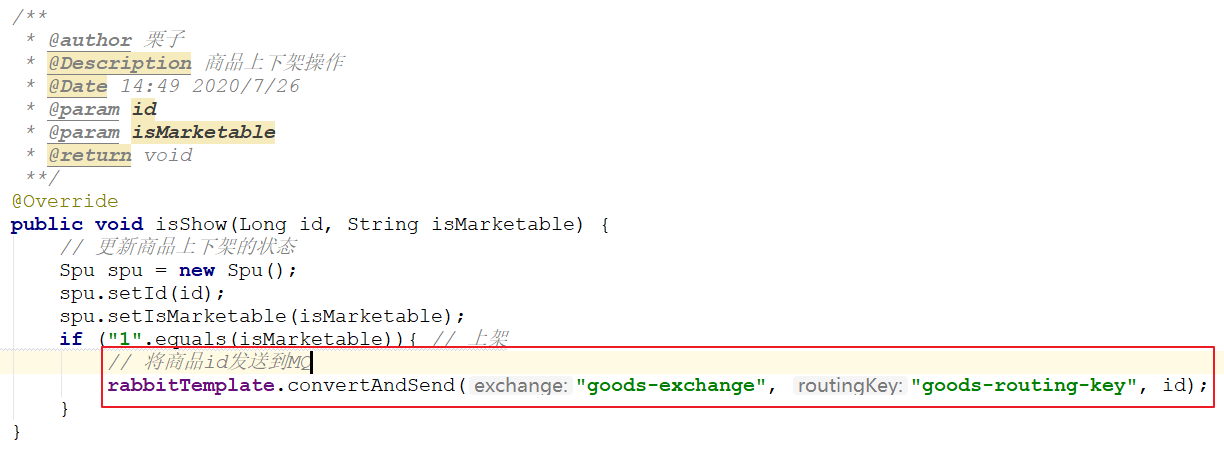 /**
 * @author 栗子
 * @Description 商品上下架操作
 * @Date 14:49 2020/7/26
 * @param id
 * @param isMarketable
 * @return void
 **/
@Override
public void isShow(Long id, String isMarketable) {
    // 更新商品上下架的状态
    Spu spu = new Spu();
    spu.setId(id);
    spu.setIsMarketable(isMarketable);
    if ("1".equals(isMarketable)){ // 上架
        // 将商品id发送到MQ
        rabbitTemplate.convertAndSend( exchange: "goods-exchange", routingKey: "goods-routing-key", id);
    }
}